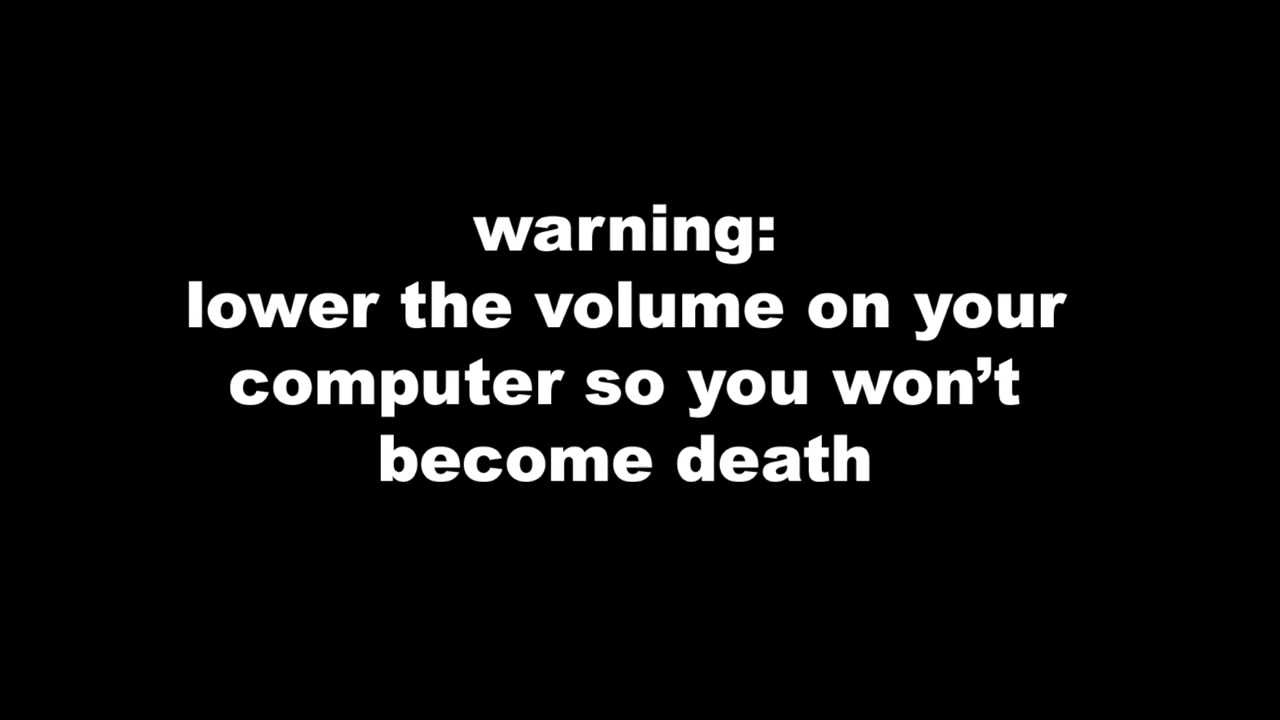 warning:
lower the volume on your
computer so you won’t
become death